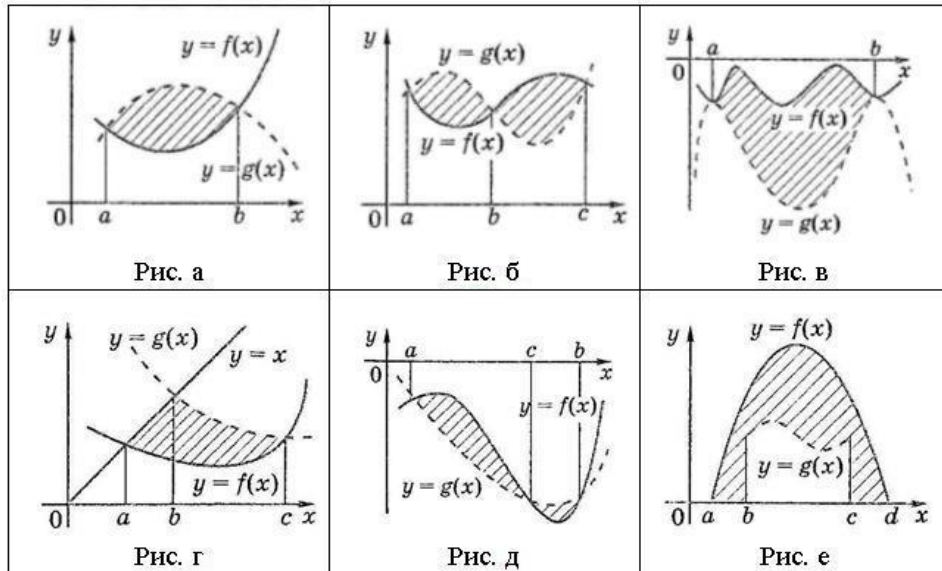 y
y = f(x)
y = g(x)
0
a
b
x
Рис. а
y
y = g(x)
y = f(x)
0
a
b
c
x
Рис. б
y
a
b
0
x
y = f(x)
y = g(x)
Рис. в
y
y = g(x)
y = x
y = f(x)
0
a
b
c
x
Рис. г
y
a
c
b
0
x
y = f(x)
y = g(x)
Рис. д
y
y = f(x)
y = g(x)
0
a
b
c
d
x
Рис. е